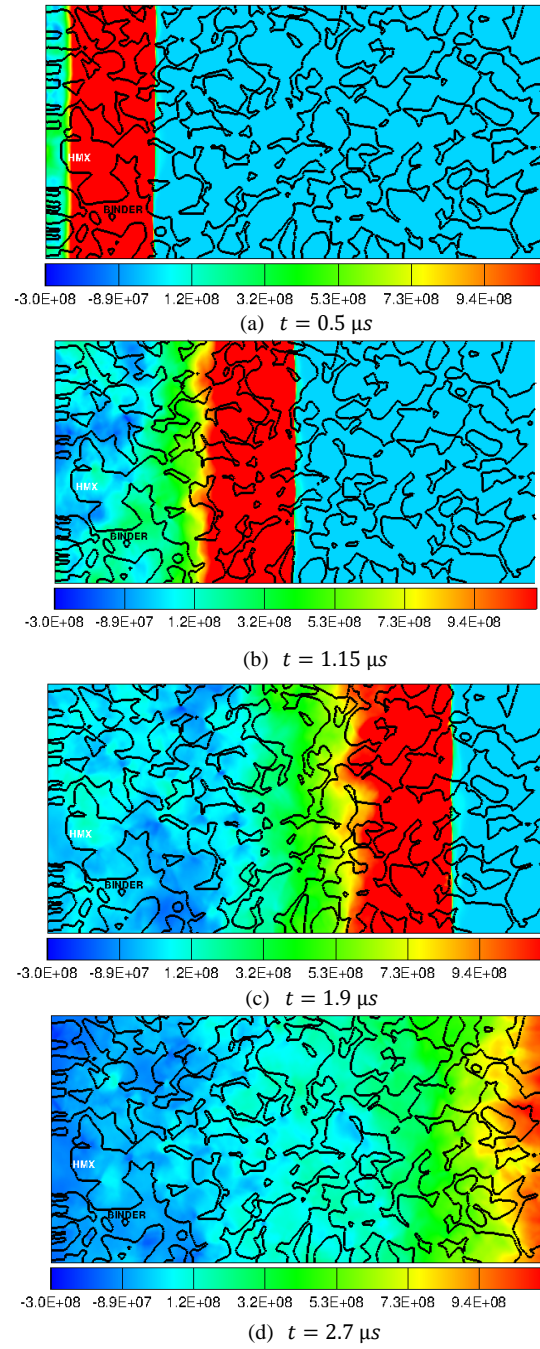 HMX
BINDER
-3.0E+08 -8.9E+07 1.2E+08 3.2E+08 5.3E+08 7.3E+08 9.4E+08
(a) t = 0.5 μs
HMX
BINDER
-3.0E+08 -8.9E+07 1.2E+08 3.2E+08 5.3E+08 7.3E+08 9.4E+08
(b) t = 1.15 μs
HMX
BINDER
-3.0E+08 -8.9E+07 1.2E+08 3.2E+08 5.3E+08 7.3E+08 9.4E+08
(c) t = 1.9 μs
HMX
BINDER
-3.0E+08 -8.9E+07 1.2E+08 3.2E+08 5.3E+08 7.3E+08 9.4E+08
(d) t = 2.7 μs